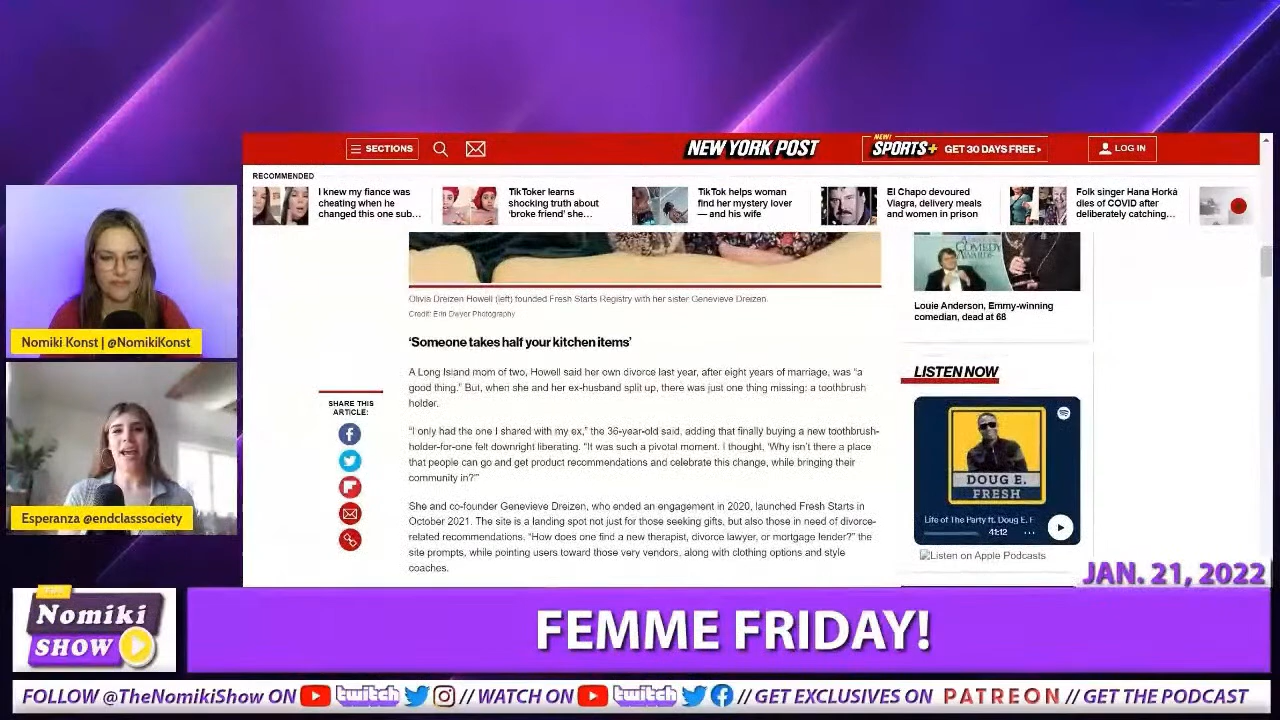 SECTIONS
NEW YORK POST
NEW!
SPORTS+ GET 30 DAYS FREE
LOG IN
RECOMMENDED
I knew my fiance was
cheating when he
changed this one sub...
TikToker learns
shocking truth about
'broke friend' she...
TikTok helps woman
find her mystery lover
— and his wife
El Chapo devoured
Viagra, delivery meals
and women in prison
Folk singer Hana Horká
dies of COVID after
deliberately catching...
Olivia Dreizen Howell (left) founded Fresh Starts Registry with her sister Genevieve Dreizen.
Credit: Erin Dwyer Photography
'Someone takes half your kitchen items'
A Long Island mom of two, Howell said her own divorce last year, after eight years of marriage, was "a
good thing." But, when she and her ex-husband split up, there was just one thing missing: a toothbrush
holder.
"I only had the one I shared with my ex," the 36-year-old said, adding that finally buying a new toothbrush-
holder-for-one felt downright liberating. "It was such a pivotal moment. I thought, 'Why isn't there a place
that people can go and get product recommendations and celebrate this change, while bringing their
community in?'"
She and co-founder Genevieve Dreizen, who ended an engagement in 2020, launched Fresh Starts in
October 2021. The site is a landing spot not just for those seeking gifts, but also those in need of divorce-
related recommendations. "How does one find a new therapist, divorce lawyer, or mortgage lender?" the
site prompts, while pointing users toward those very vendors, along with clothing options and style
coaches.
SHARE THIS
ARTICLE:
COMEDY
AWARDS
Louie Anderson, Emmy-winning
comedian, dead at 68
LISTEN NOW
DOUG E.
FRESH
Life of The Party ft. Doug E. F
41:12
Listen on Apple Podcasts
Nomiki Konst | @NomikiKonst
Esperanza @endclasssociety
JAN. 21, 2022
The
Nomiki
SHOW
FEMME FRIDAY!
FOLLOW @TheNomikiShow ON twitch // WATCH ON twitch // GET EXCLUSIVES ON PATREON // GET THE PODCAST